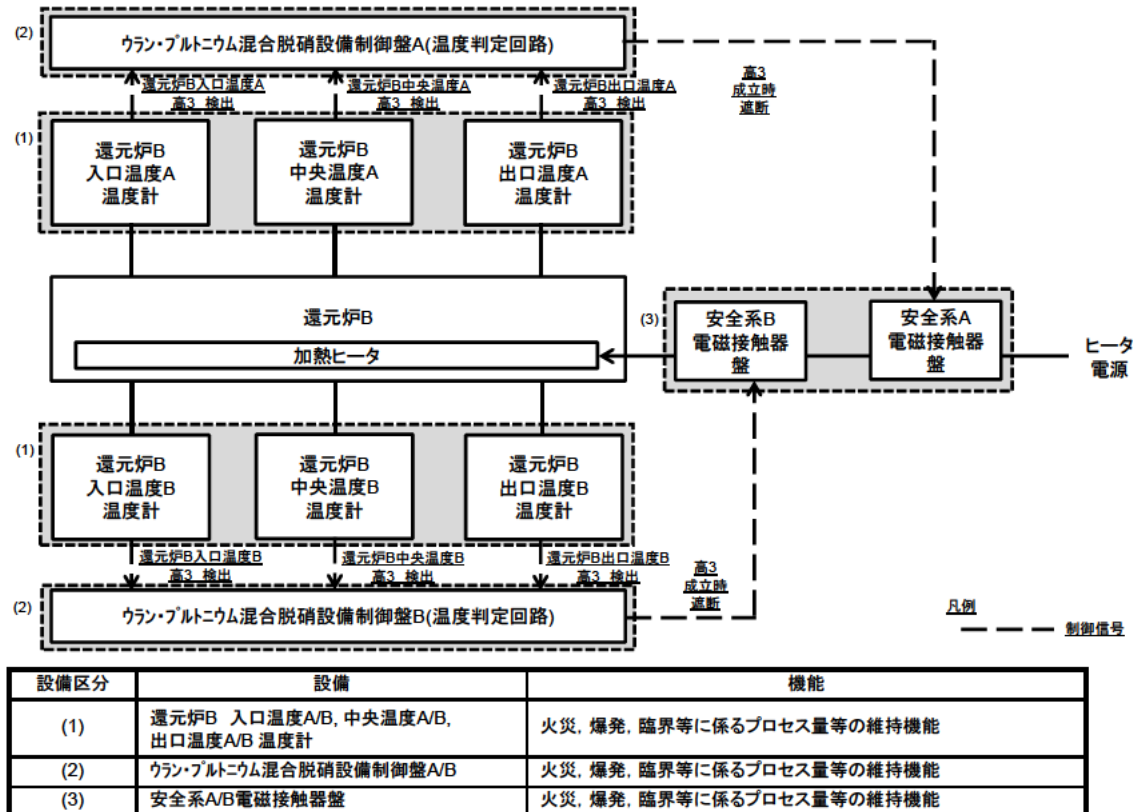 (2)
ウラン・プルトニウム混合脱硝設備制御盤A(温度判定回路)
還元炉B入口温度A
高3 検出
還元炉B中央温度A
高3 検出
還元炉B出口温度A
高3 検出
高3
成立時
遮断
(1)
還元炉B
入口温度A
温度計
還元炉B
中央温度A
温度計
還元炉B
出口温度A
温度計
還元炉B
加熱ヒータ
(3)
安全系B
電磁接触器
盤
安全系A
電磁接触器
盤
ヒータ
電源
(1)
還元炉B
入口温度B
温度計
還元炉B
中央温度B
温度計
還元炉B
出口温度B
温度計
還元炉B入口温度B
高3 検出
還元炉B中央温度B
高3 検出
還元炉B出口温度B
高3 検出
高3
成立時
遮断
(2)
ウラン・プルトニウム混合脱硝設備制御盤B(温度判定回路)
凡例
制御信号
設備区分 設備 機能
(1) 還元炉B 入口温度A/B, 中央温度A/B,
出口温度A/B 温度計
火災, 爆発, 臨界等に係るプロセス量等の維持機能
(2) ウラン・プルトニウム混合脱硝設備制御盤A/B 火災, 爆発, 臨界等に係るプロセス量等の維持機能
(3) 安全系A/B電磁接触器盤 火災, 爆発, 臨界等に係るプロセス量等の維持機能